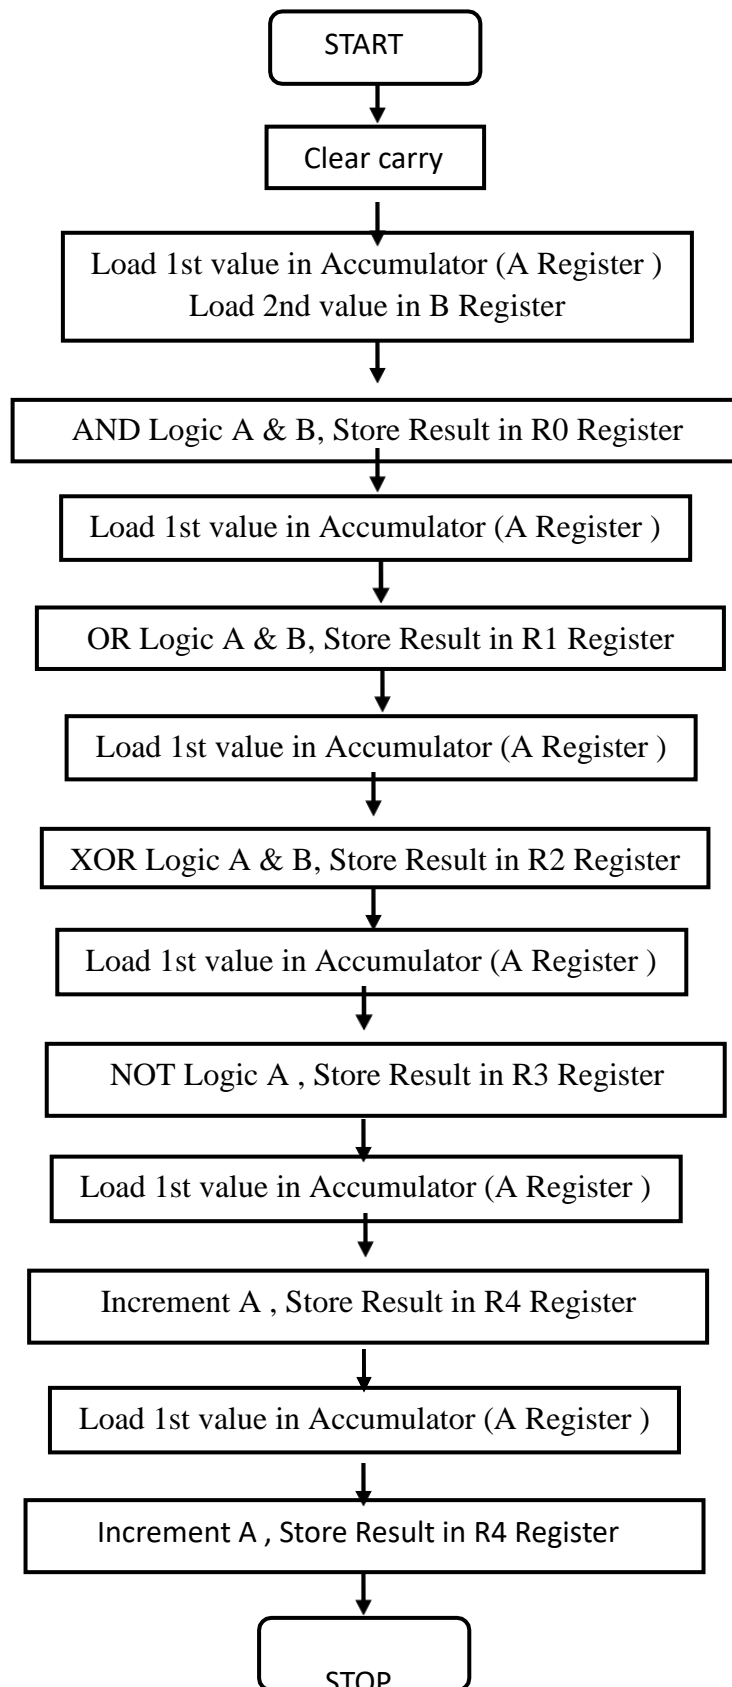 START
Clear carry
Load 1st value in Accumulator (A Register )
Load 2nd value in B Register
AND Logic A & B, Store Result in R0 Register
Load 1st value in Accumulator (A Register )
OR Logic A & B, Store Result in R1 Register
Load 1st value in Accumulator (A Register )
XOR Logic A & B, Store Result in R2 Register
Load 1st value in Accumulator (A Register )
NOT Logic A , Store Result in R3 Register
Load 1st value in Accumulator (A Register )
Increment A , Store Result in R4 Register
Load 1st value in Accumulator (A Register )
Increment A , Store Result in R4 Register
STOP